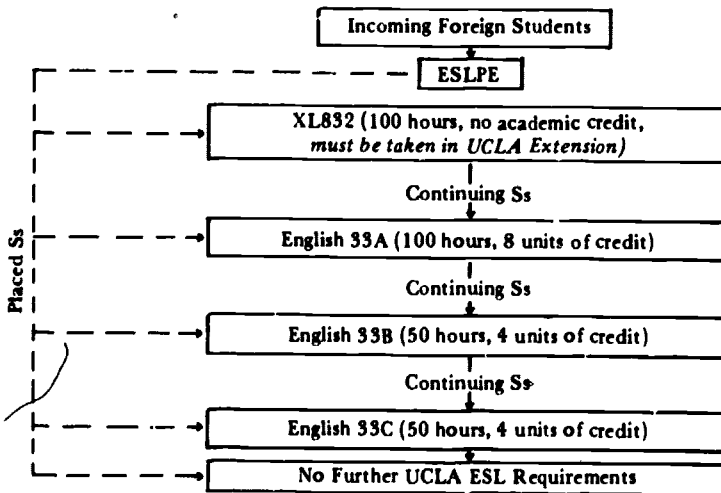 Incoming Foreign Students
ESLPE
XL832 (100 hours, no academic credit,
must be taken in UCLA Extension)
Continuing Ss
English 33A (100 hours, 8 units of credit)
Continuing Ss
Placed Ss
English 33B (50 hours, 4 units of credit)
Continuing Ss
English 33C (50 hours, 4 units of credit)
No Further UCLA ESL Requirements